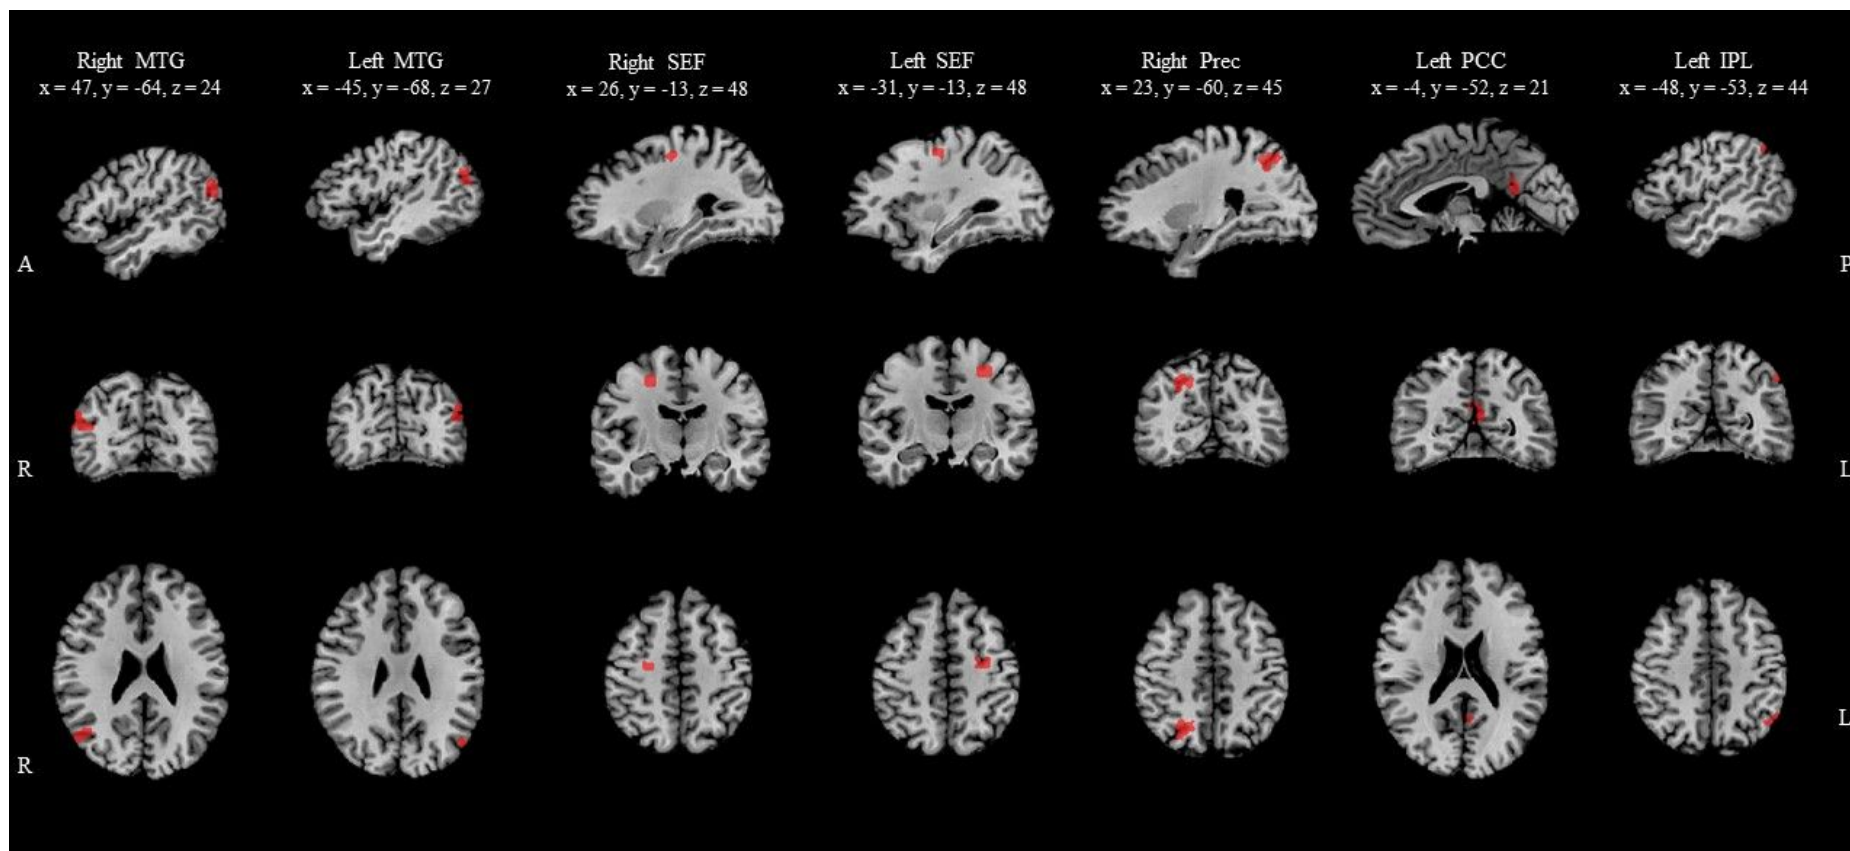 Right MTG
x = 47, y = -64, z = 24
Left MTG
x = -45, y = -68, z = 27
Right SEF
x = 26, y = -13, z = 48
Left SEF
x = -31, y = -13, z = 48
Right Prec
x = 23, y = -60, z = 45
Left PCC
x = -4, y = -52, z = 21
Left IPL
x = -48, y = -53, z = 44
A
P
R
L
R
L